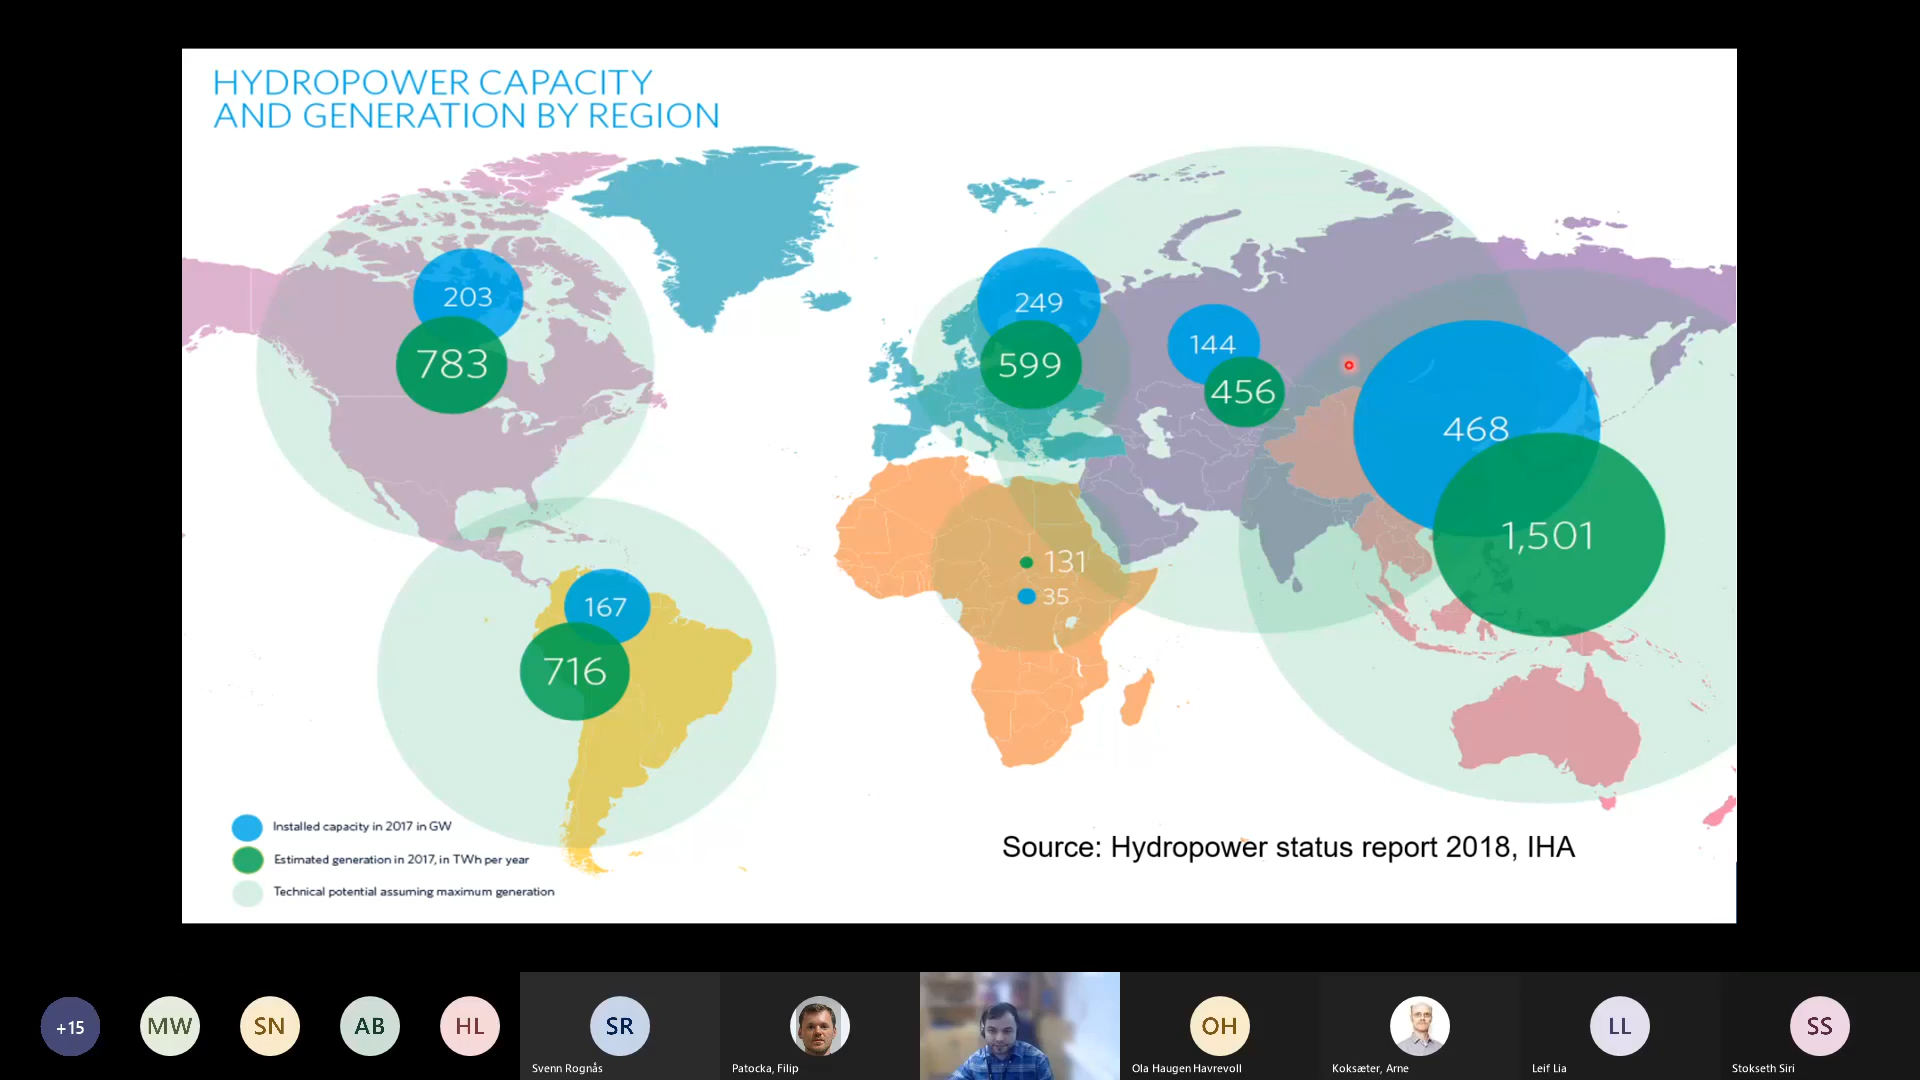 HYDROPOWER CAPACITY
AND GENERATION BY REGION
203
783
249
599
144
456
468
1,501
131
35
167
716
Installed capacity in 2017 in GW
Estimated generation in 2017, in TWh per year
Technical potential assuming maximum generation
Source: Hydropower status report 2018, IHA
+15
MW
SN
AB
HL
SR
OH
LL
SS
Svenn Rognås
Patocka, Filip
Ola Haugen Havrevoll
Koksæter, Arne
Leif Lia
Stokseth Siri